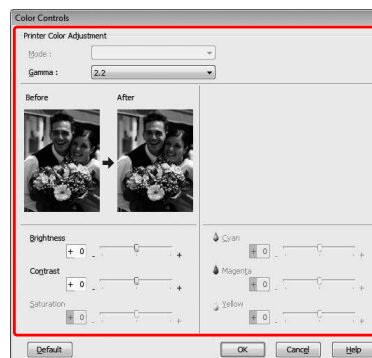 Color Controls
Printer Color Adjustment
Mode :
Gamma : 2.2
Before After
Brightness
+ 0 - +
Contrast
+ 0 - +
Saturation
+ 0 - +
Cyan
+ 0 - +
Magenta
+ 0 - +
Yellow
+ 0 - +
Default OK Cancel Help